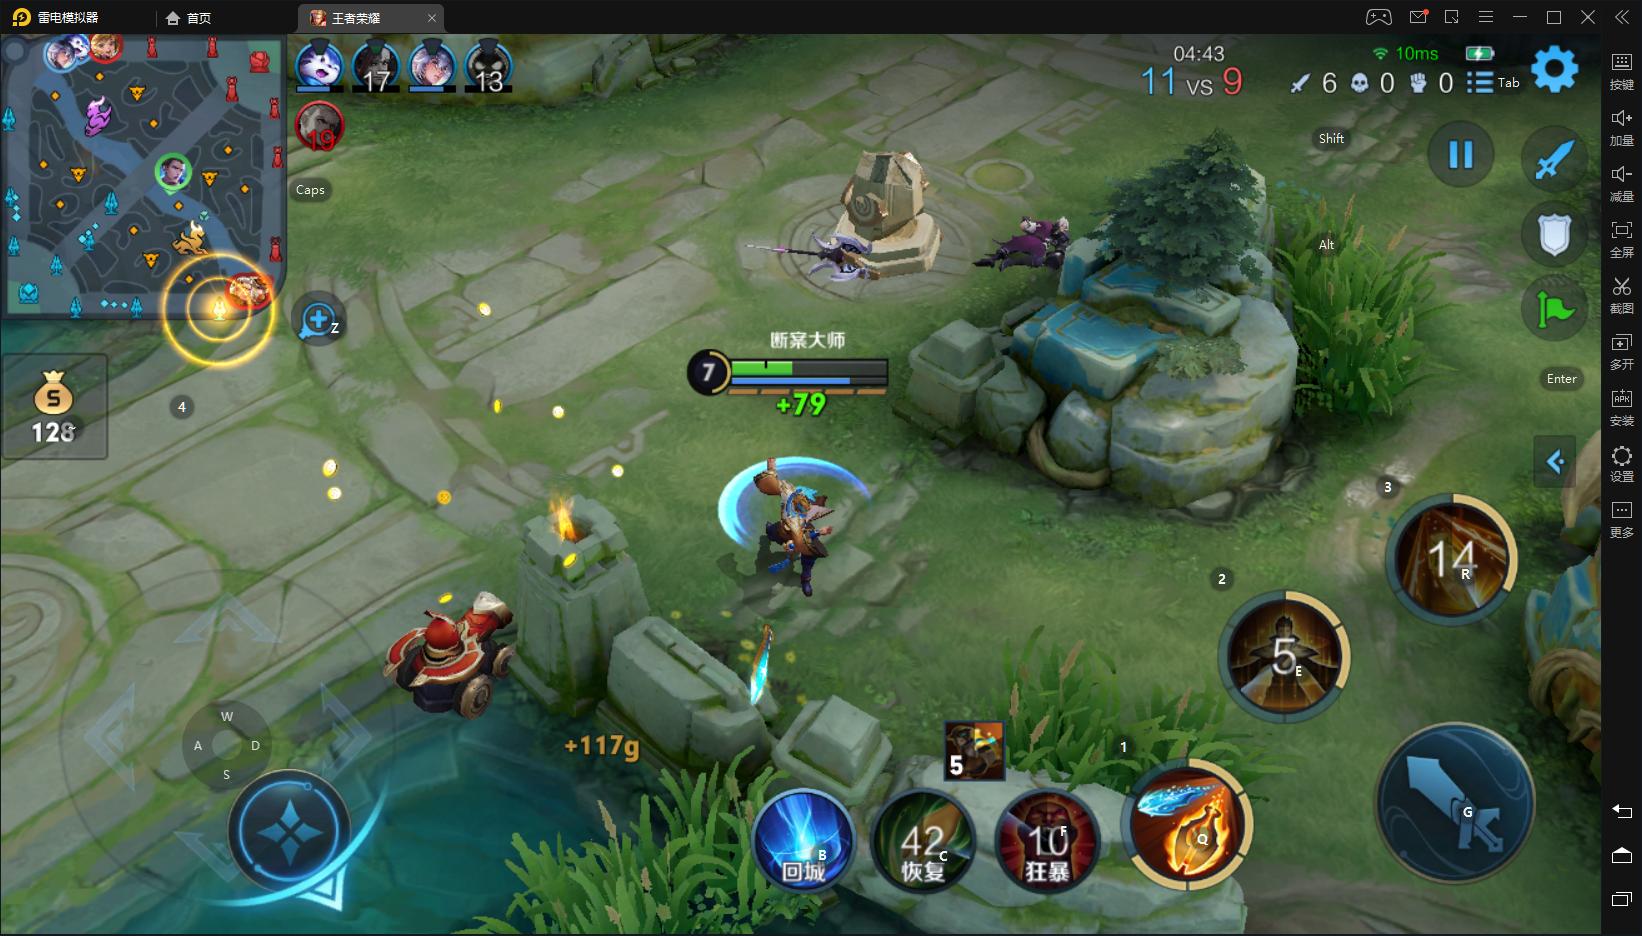 雷电模拟器
首页
王者荣耀
17
13
19
Caps
04:43
11 vs 9
10ms
6
0
0
Tab
Shift
Alt
Enter
Z
S
128
~
4
断案大师
7
+79
+117g
W
A
D
S
5
回城
B
42
恢复
C
10
狂暴
F
1
Q
2
5
E
3
14
R
G
按键
加量
减量
全屏
截图
多开
APK
安装
设置
更多